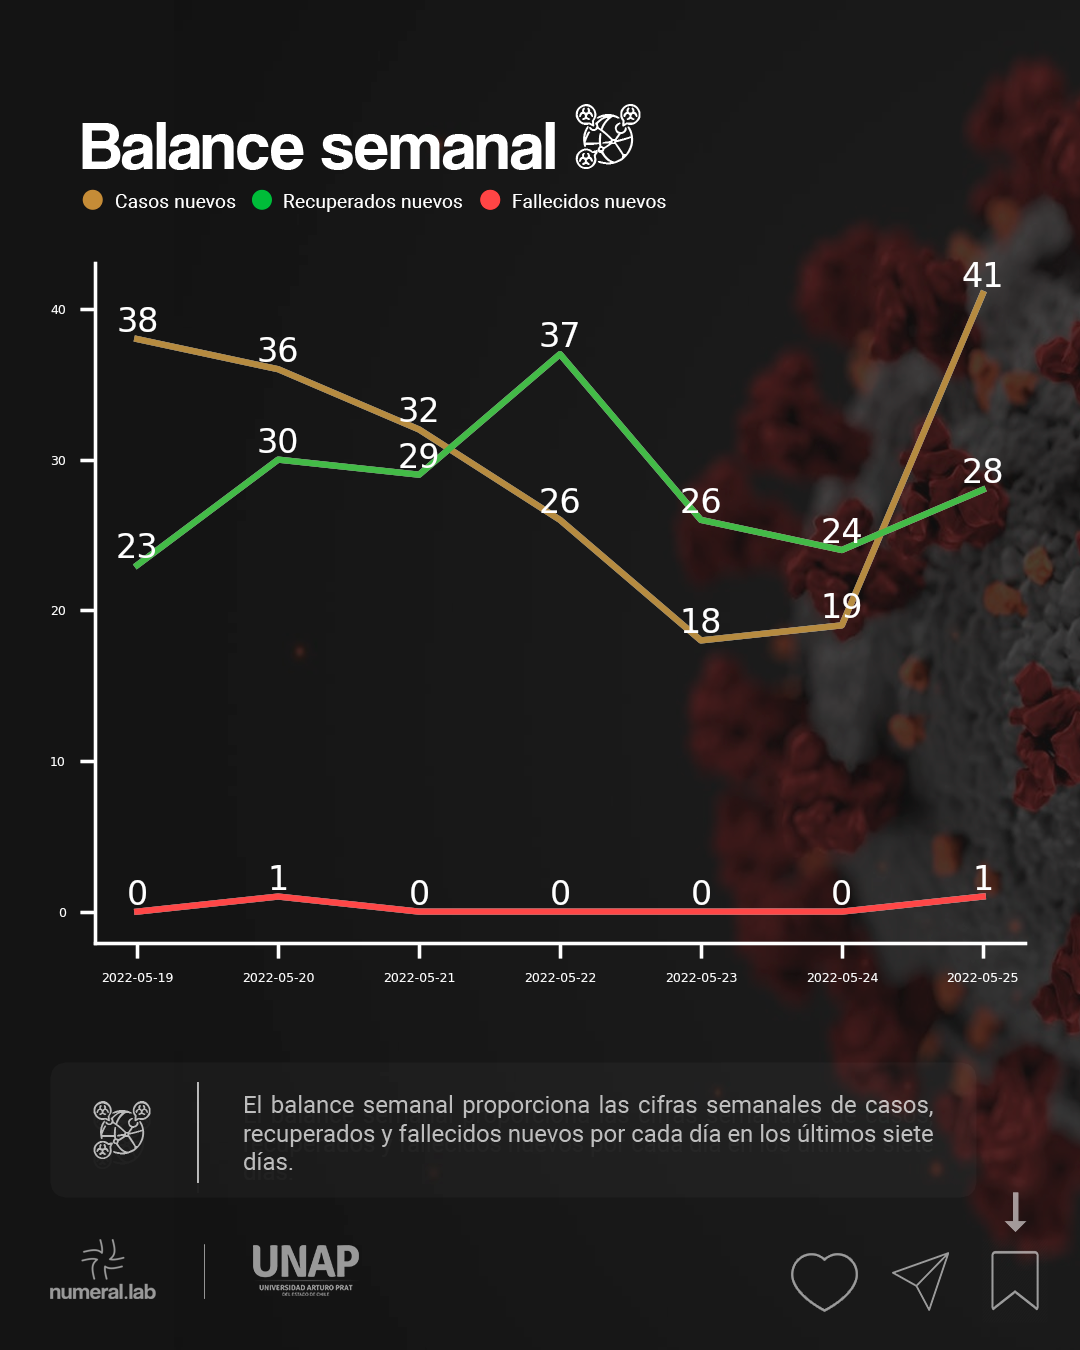 Balance semanal
Casos nuevos Recuperados nuevos Fallecidos nuevos
41
40
38
37
36
32
30
30
29
28
26
26
24
23
20
19
18
10
1
1
0
0
0
0
0
0
2022-05-19 2022-05-20 2022-05-21 2022-05-22 2022-05-23 2022-05-24 2022-05-25
El balance semanal proporciona las cifras semanales de casos,
recuperados y fallecidos nuevos por cada día en los últimos siete
días.
numeral.lab
UNAP
UNIVERSIDAD ARTURO PRAT
DEL ESTADO DE CHILE